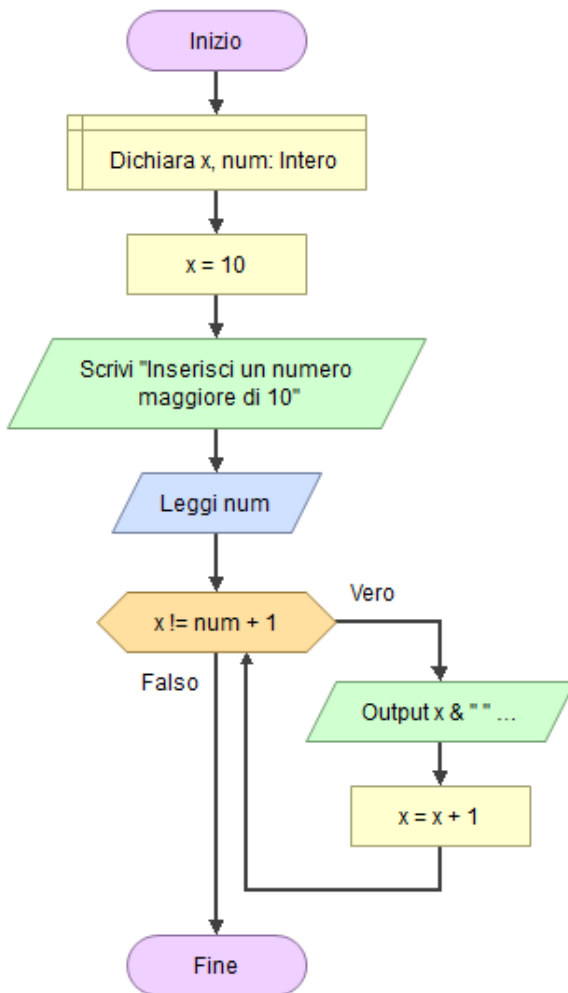 Inizio
Dichiara x, num: Intero
x = 10
Scrivi "Inserisci un numero
maggiore di 10"
Leggi num
x != num + 1
Vero
Falso
Output x & " " ...
x = x + 1
Fine